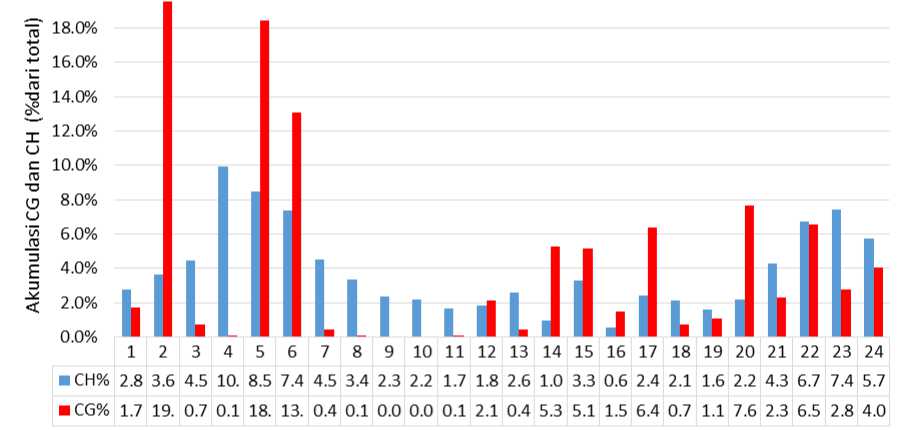 Akumulasi CG dan CH (%dari total)
18.0%
16.0%
14.0%
12.0%
10.0%
8.0%
6.0%
4.0%
2.0%
0.0%
1 2 3 4 5 6 7 8 9 10 11 12 13 14 15 16 17 18 19 20 21 22 23 24
CH% 2.8 3.6 4.5 10. 8.5 7.4 4.5 3.4 2.3 2.2 1.7 1.8 2.6 1.0 3.3 0.6 2.4 2.1 1.6 2.2 4.3 6.7 7.4 5.7
CG% 1.7 19. 0.7 0.1 18. 13. 0.4 0.1 0.0 0.0 0.1 2.1 0.4 5.3 5.1 1.5 6.4 0.7 1.1 7.6 2.3 6.5 2.8 4.0